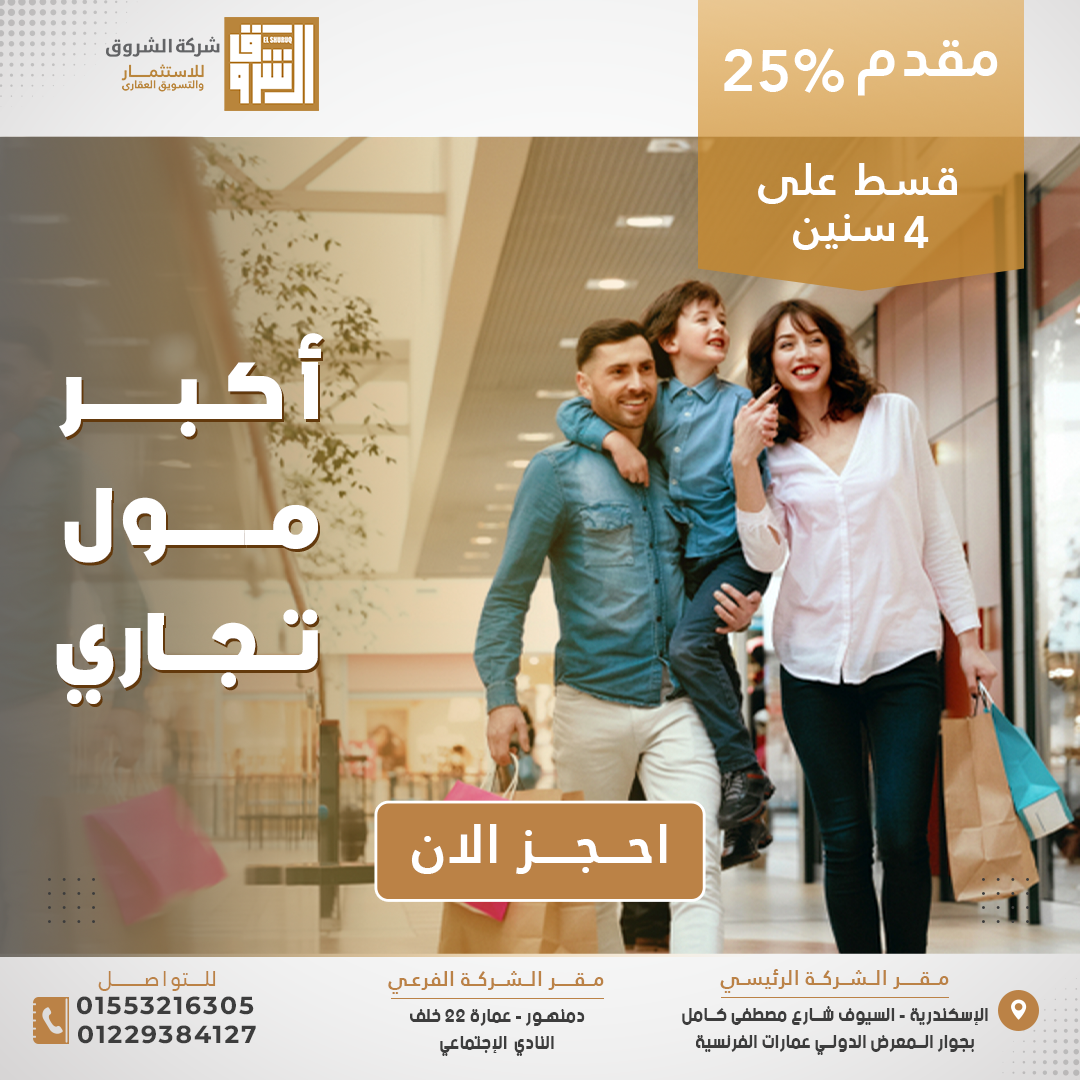 شركة الشروق
للاستثمار
والتسويق العقارى
الشروق
EL SHURUQ
مقدم 25%
قسط على
4 سنين
أكبر
مول
تجاري
احجز الان
مقر الشركة الرئيسي
الإسكندرية - السيوف شارع مصطفى كامل
بجوار المعرض الدولي عمارات الفرنسية
مقر الشركة الفرعي
دمنهور - عمارة 22 خلف
النادي الإجتماعي
للتواصل
01553216305
01229384127